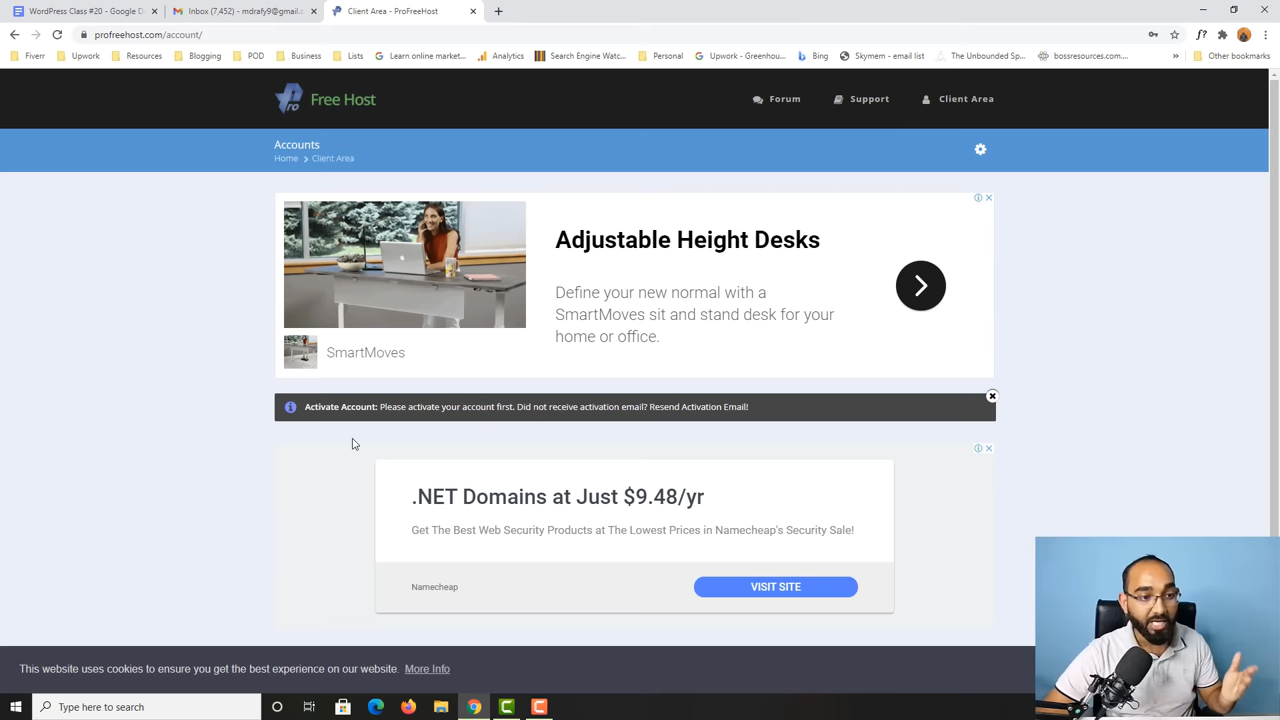 WordPress Class #20 - Google D
Inbox (7,452) - mdrafy9@gmail.c
Client Area - ProFreeHost
profreehost.com/account/
Fiverr
Upwork
Resources
Blogging
POD
Business
Lists
Learn online market...
Analytics
Search Engine Watc...
Personal
Upwork - Greenhou...
Bing
Skymem - email list
The Unbounded Sp...
bossresources.com...
Other bookmarks
Pro Free Host
Forum
Support
Client Area
Accounts
Home > Client Area
Adjustable Height Desks
Define your new normal with a
SmartMoves sit and stand desk for your
home or office.
SmartMoves
Activate Account: Please activate your account first. Did not receive activation email? Resend Activation Email!
.NET Domains at Just $9.48/yr
Get The Best Web Security Products at The Lowest Prices in Namecheap's Security Sale!
Namecheap
VISIT SITE
This website uses cookies to ensure you get the best experience on our website. More Info
Type here to search